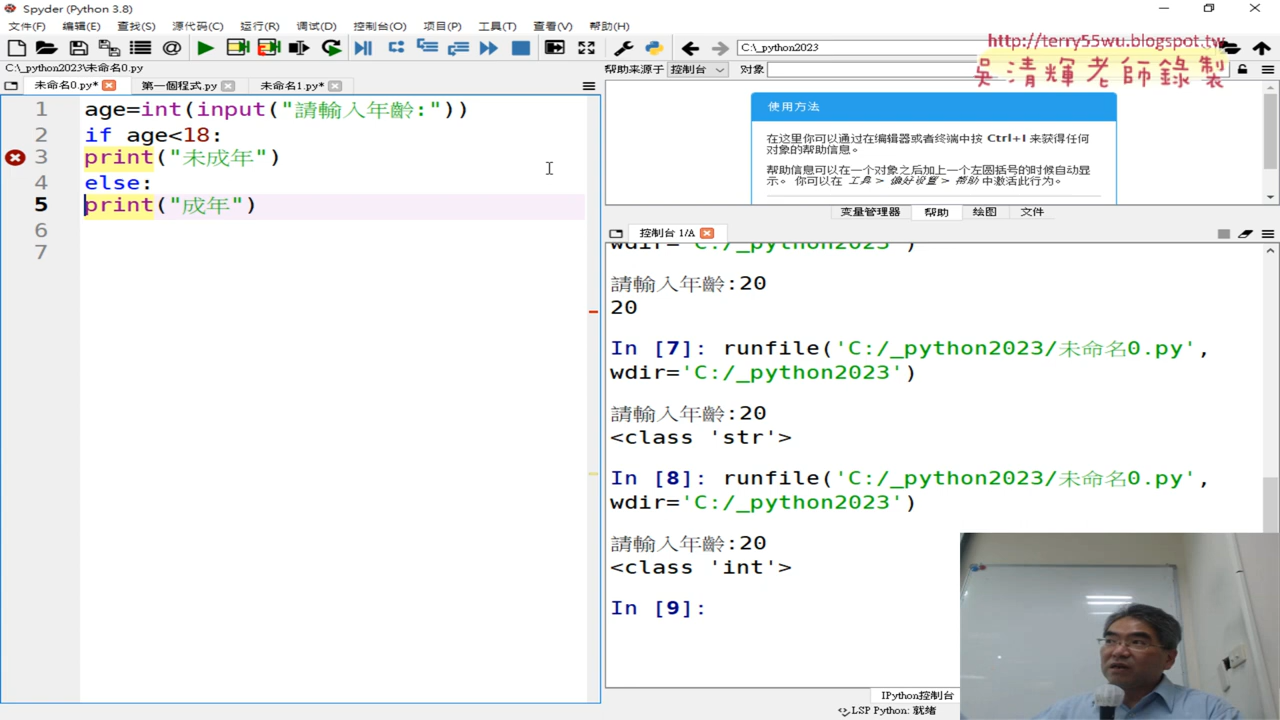 Spyder (Python 3.8)
文件(F) 编辑(E) 查找(S) 源代码(C) 运行(R) 调试(D) 控制台(O) 项目(P) 工具(T) 查看(V) 帮助(H)
C:\_python2023
http://terry55wu.blogspot.tw
吳清輝老師錄製
C:\_python2023\未命名0.py
帮助来源于 控制台 对象
未命名0.py* 第一個程式.py 未命名1.py*
1 age=int(input("請輸入年齡:"))
2 if age<18:
3 print("未成年")
4 else:
5 print("成年")
6
7
使用方法
在这里你可以通过在编辑器或者终端中按 Ctrl+I 来获得任何
对象的帮助信息。
帮助信息可以在一个对象之后加上一个左圆括号的时候自动显
示。 你可以在 工具 > 偏好设置 > 帮助 中激活此行为。
变量管理器 帮助 绘图 文件
控制台 1/A
wdir='C:/_python2023')
請輸入年齡:20
20
In [7]: runfile('C:/_python2023/未命名0.py',
wdir='C:/_python2023')
請輸入年齡:20
<class 'str'>
In [8]: runfile('C:/_python2023/未命名0.py',
wdir='C:/_python2023')
請輸入年齡:20
<class 'int'>
In [9]:
IPython控制台
LSP Python: 就绪